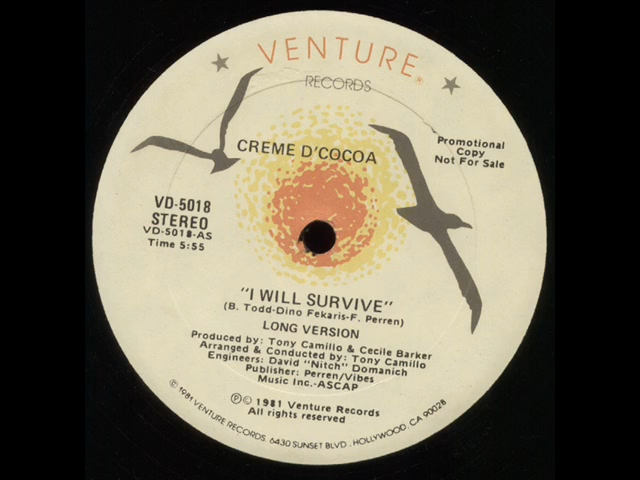 VENTURE®
RECORDS
CREME D'COCOA
Promotional
Copy
Not For Sale
VD-5018
STEREO
VD-5018-AS
Time 5:55
"I WILL SURVIVE"
(B. Todd-Dino Fekaris-F. Perren)
LONG VERSION
Produced by: Tony Camillo & Cecile Barker
Arranged & Conducted by: Tony Camillo
Engineers: David "Nitch" Domanich
Publisher: Perren/Vibes
Music Inc.-ASCAP
Ⓟ© 1981 Venture Records
All rights reserved
© 1981 VENTURE RECORDS, 6430 SUNSET BLVD., HOLLYWOOD, CA 90028